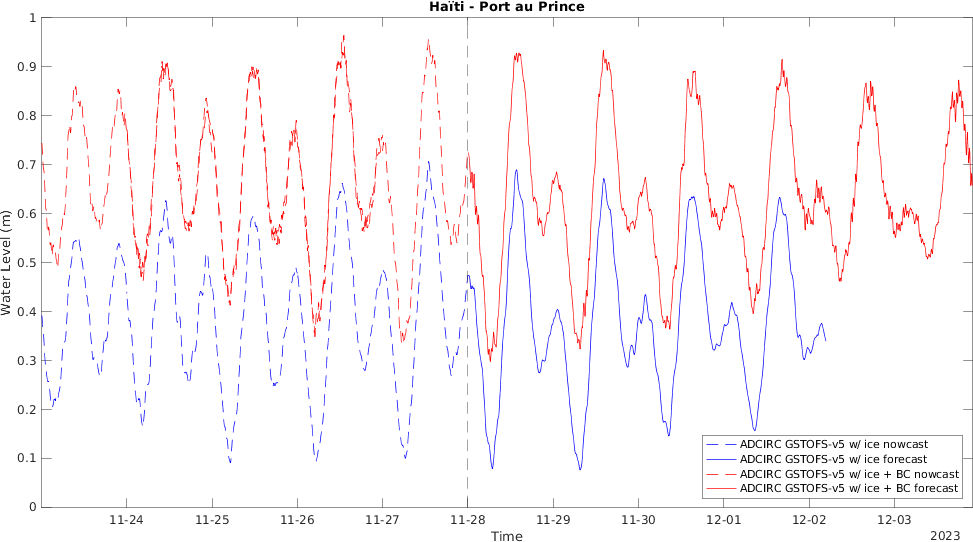 Haïti - Port au Prince
1
0.9
0.8
0.7
0.6
0.5
0.4
0.3
0.2
0.1
0
Water Level (m)
ADCIRC GSTOFS-v5 w/ ice nowcast
ADCIRC GSTOFS-v5 w/ ice forecast
ADCIRC GSTOFS-v5 w/ ice + BC nowcast
ADCIRC GSTOFS-v5 w/ ice + BC forecast
11-24 11-25 11-26 11-27 11-28 11-29 11-30 12-01 12-02 12-03
Time
2023